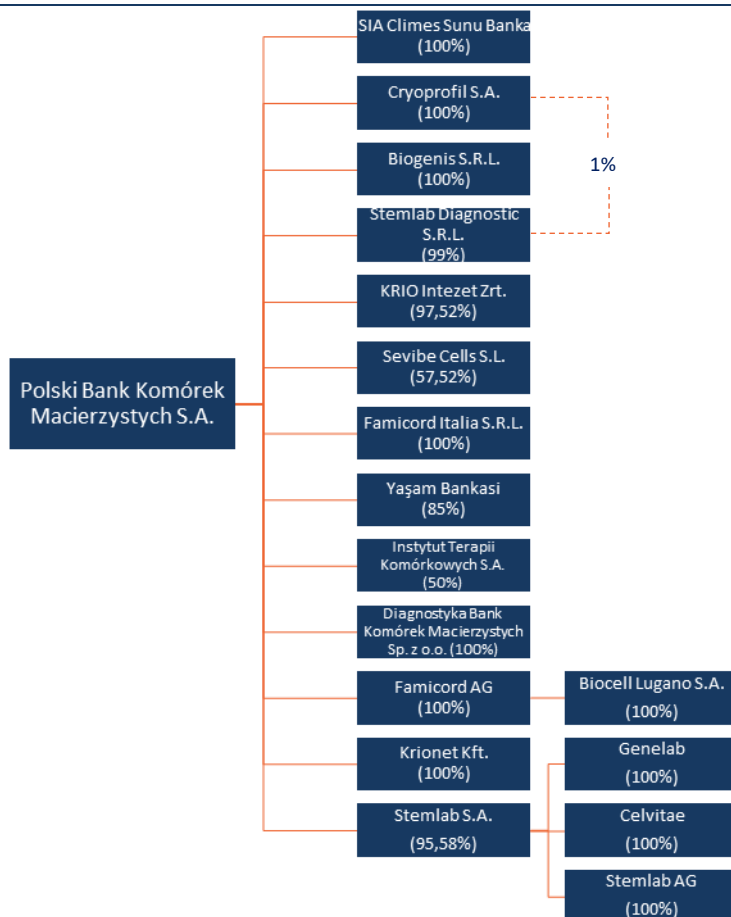 SIA Climes Sunu Banka
(100%)
Cryoprofil S.A.
(100%)
1%
Biogenis S.R.L.
(100%)
Stemlab Diagnostic
S.R.L.
(99%)
KRIO Intezet Zrt.
(97,52%)
Polski Bank Komórek
Macierzystych S.A.
Sevibe Cells S.L.
(57,52%)
Famicord Italia S.R.L.
(100%)
Yaşam Bankasi
(85%)
Instytut Terapii
Komórkowych S.A.
(50%)
Diagnostyka Bank
Komórek Macierzystych
Sp. z o.o. (100%)
Famicord AG
(100%)
Biocell Lugano S.A.
(100%)
Krionet Kft.
(100%)
Stemlab S.A.
(95,58%)
Genelab
(100%)
Celvitae
(100%)
Stemlab AG
(100%)